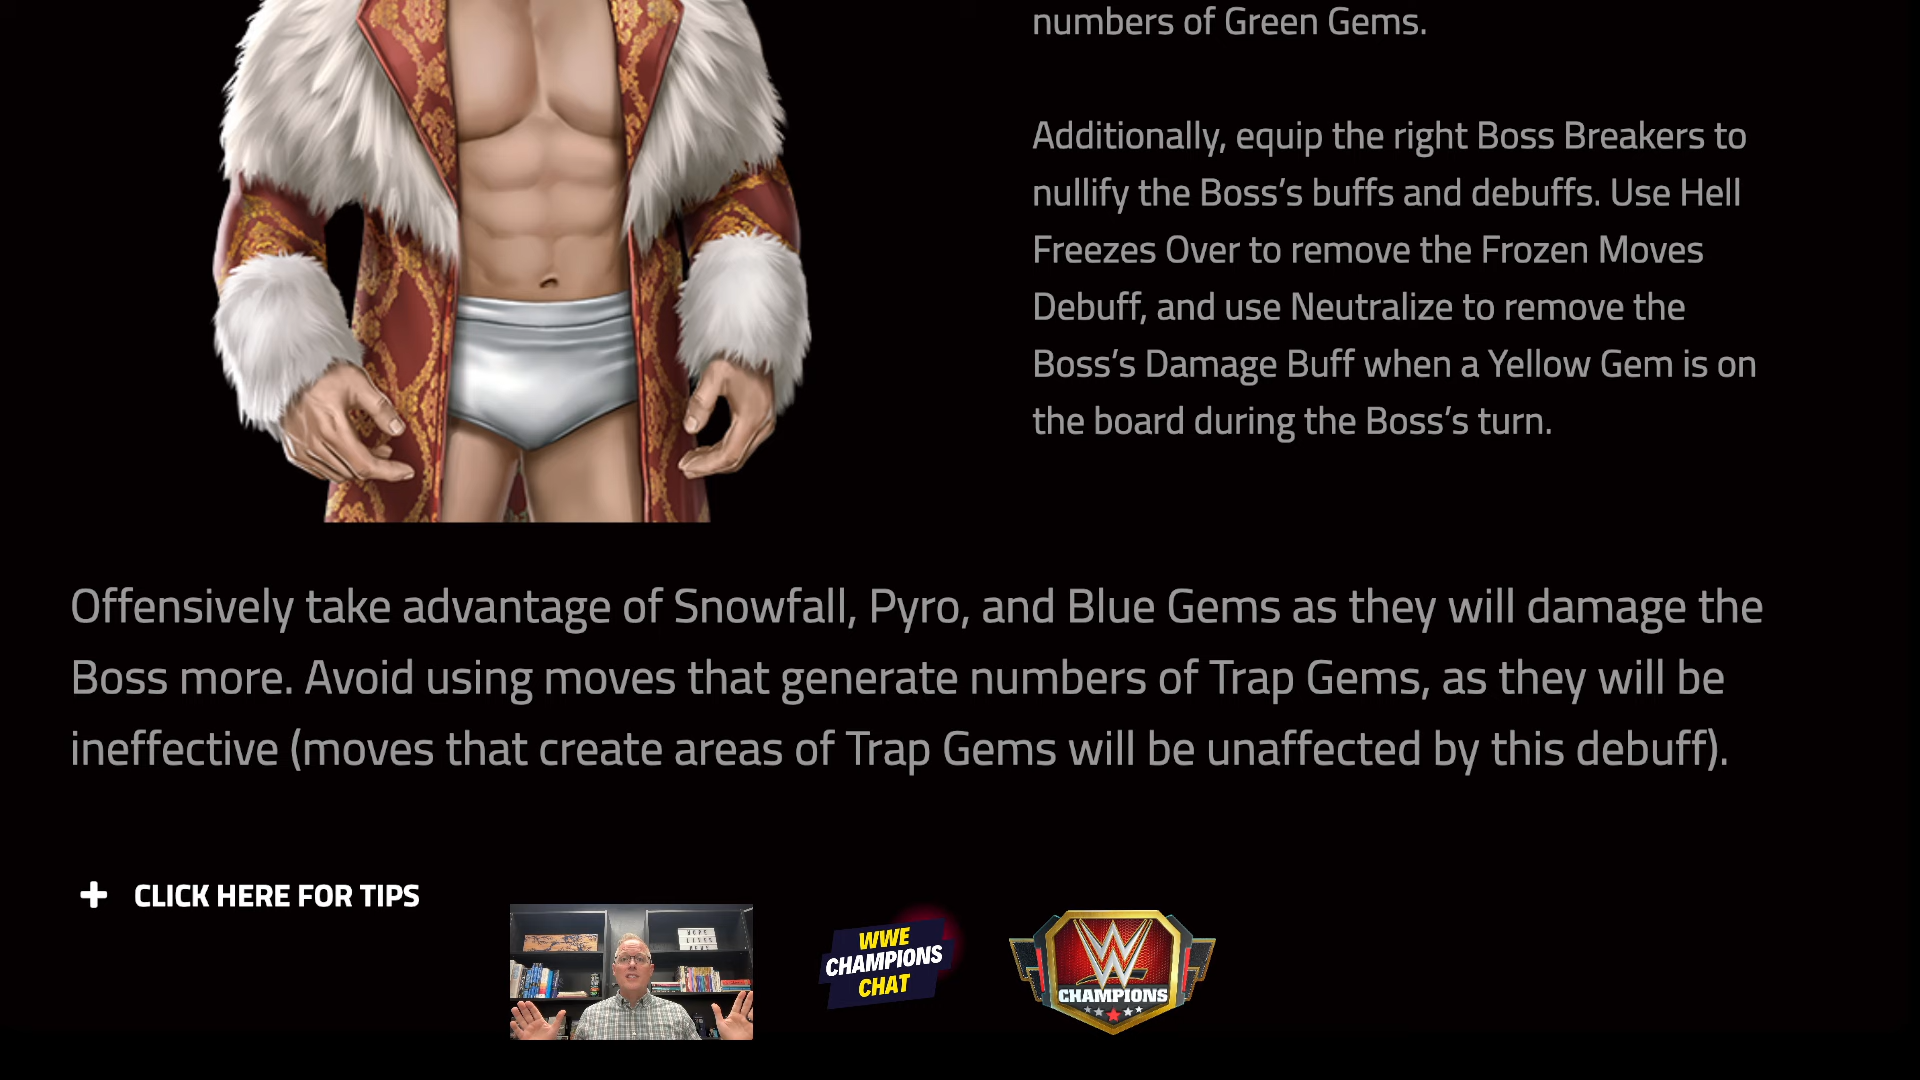 numbers of Green Gems.
Additionally, equip the right Boss Breakers to
nullify the Boss’s buffs and debuffs. Use Hell
Freezes Over to remove the Frozen Moves
Debuff, and use Neutralize to remove the
Boss’s Damage Buff when a Yellow Gem is on
the board during the Boss’s turn.
Offensively take advantage of Snowfall, Pyro, and Blue Gems as they will damage the
Boss more. Avoid using moves that generate numbers of Trap Gems, as they will be
ineffective (moves that create areas of Trap Gems will be unaffected by this debuff).
+ CLICK HERE FOR TIPS
WWE
CHAMPIONS
CHAT
W
CHAMPIONS